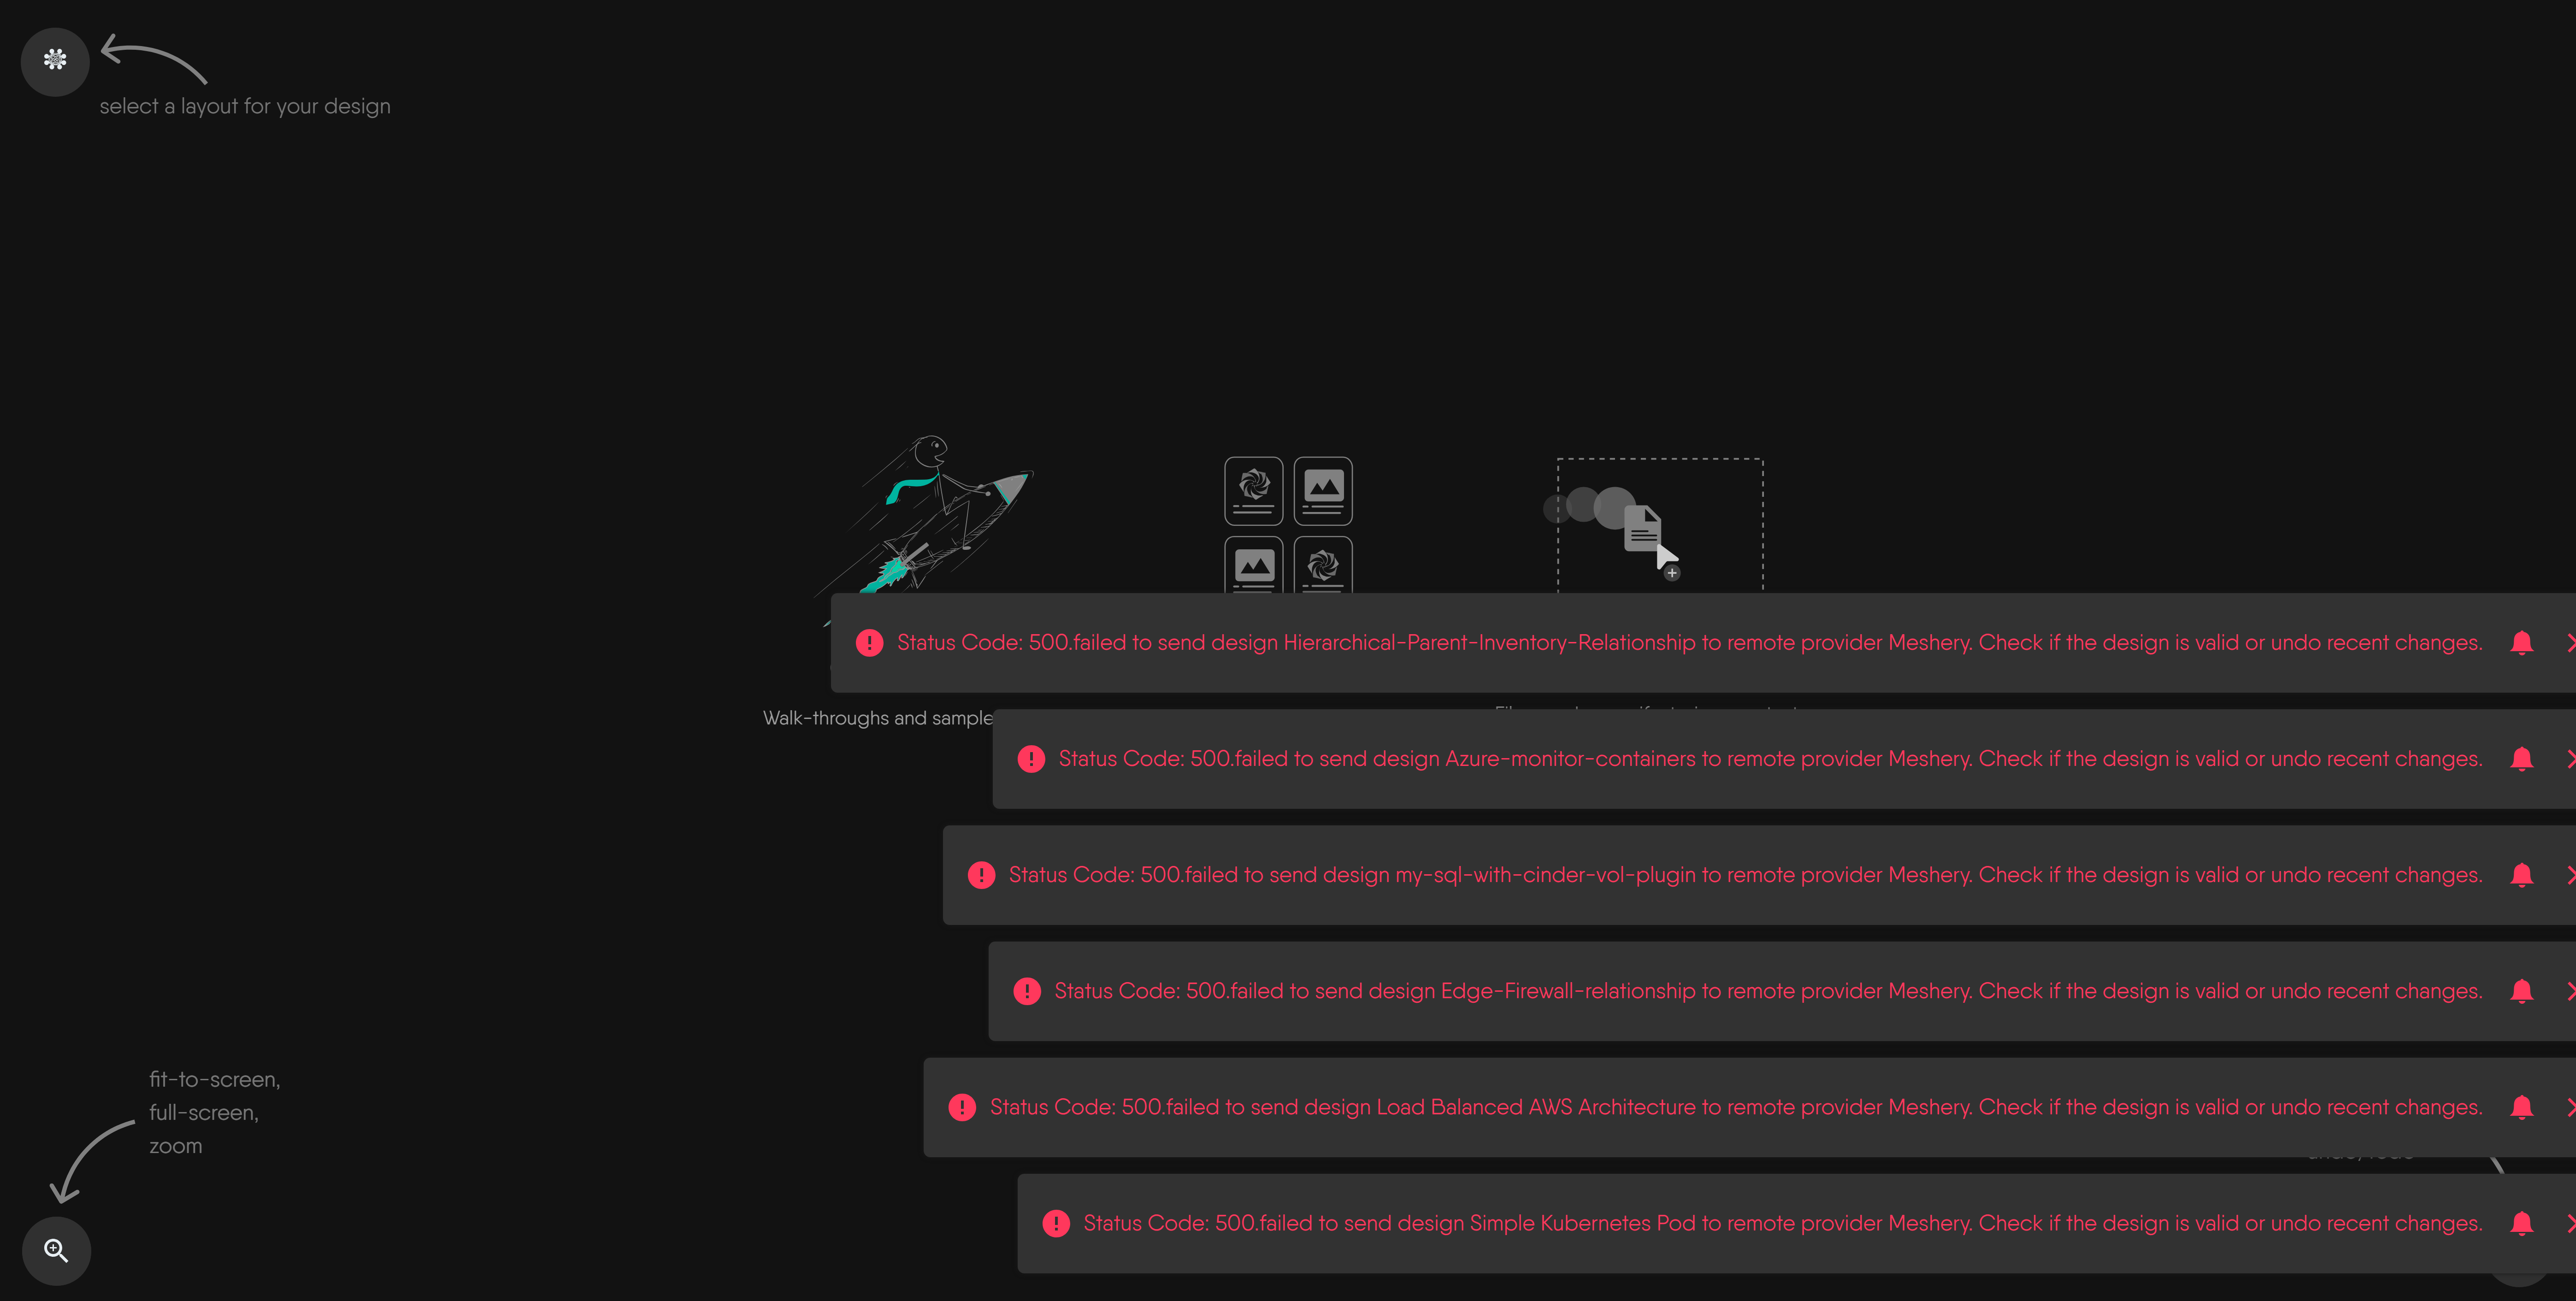 select a layout for your design
Status Code: 500.failed to send design Hierarchical-Parent-Inventory-Relationship to remote provider Meshery. Check if the design is valid or undo recent changes.
Walk-throughs and sample
Status Code: 500.failed to send design Azure-monitor-containers to remote provider Meshery. Check if the design is valid or undo recent changes.
Status Code: 500.failed to send design my-sql-with-cinder-vol-plugin to remote provider Meshery. Check if the design is valid or undo recent changes.
Status Code: 500.failed to send design Edge-Firewall-relationship to remote provider Meshery. Check if the design is valid or undo recent changes.
fit-to-screen,
full-screen,
zoom
Status Code: 500.failed to send design Load Balanced AWS Architecture to remote provider Meshery. Check if the design is valid or undo recent changes.
Status Code: 500.failed to send design Simple Kubernetes Pod to remote provider Meshery. Check if the design is valid or undo recent changes.